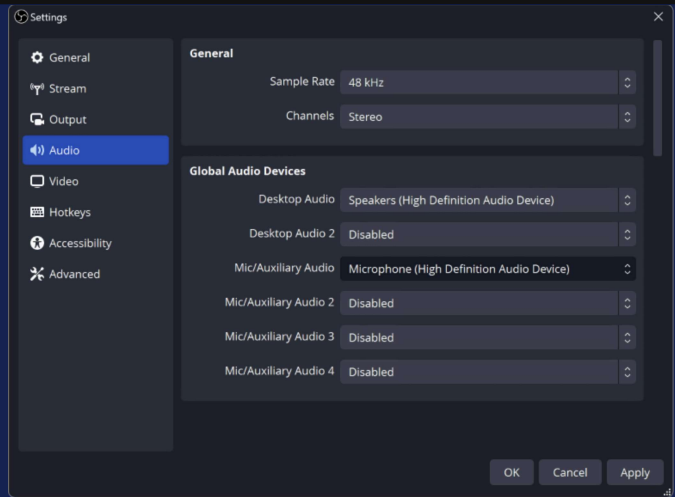 Settings
General
Stream
Output
Audio
Video
Hotkeys
Accessibility
Advanced
General
Sample Rate 48 kHz
Channels Stereo
Global Audio Devices
Desktop Audio Speakers (High Definition Audio Device)
Desktop Audio 2 Disabled
Mic/Auxiliary Audio Microphone (High Definition Audio Device)
Mic/Auxiliary Audio 2 Disabled
Mic/Auxiliary Audio 3 Disabled
Mic/Auxiliary Audio 4 Disabled
OK Cancel Apply